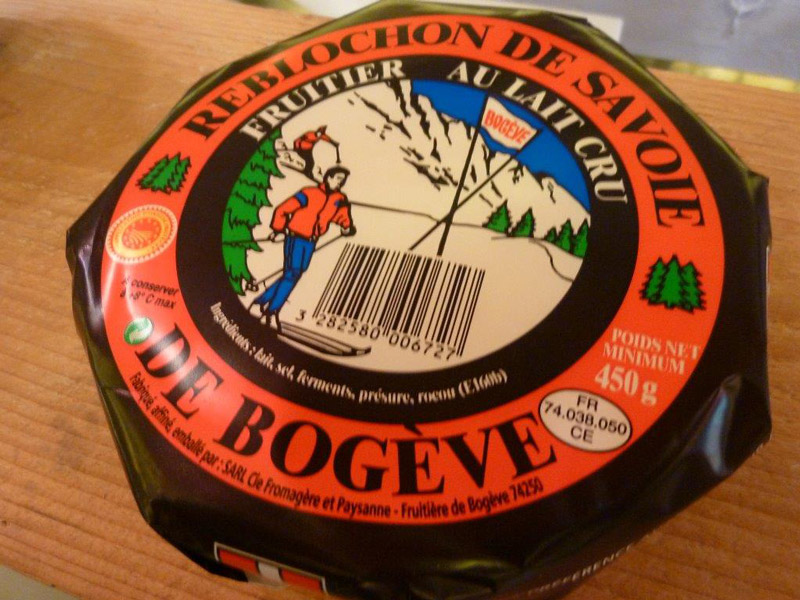 REBLOCHON DE SAVOIE
FRUITIER AU LAIT CRU
BOGÈVE
conserver
8° C max
3 282580 006727
Ingrédients : lait, sel, ferments, présure, rocou (E160b)
POIDS NET
MINIMUM
450 g
FR
74.038.050
CE
DE BOGÈVE
Fabriqué, affiné, emballé par : SARL Cie Fromagère et Paysanne - Fruitière de Bogève 74250